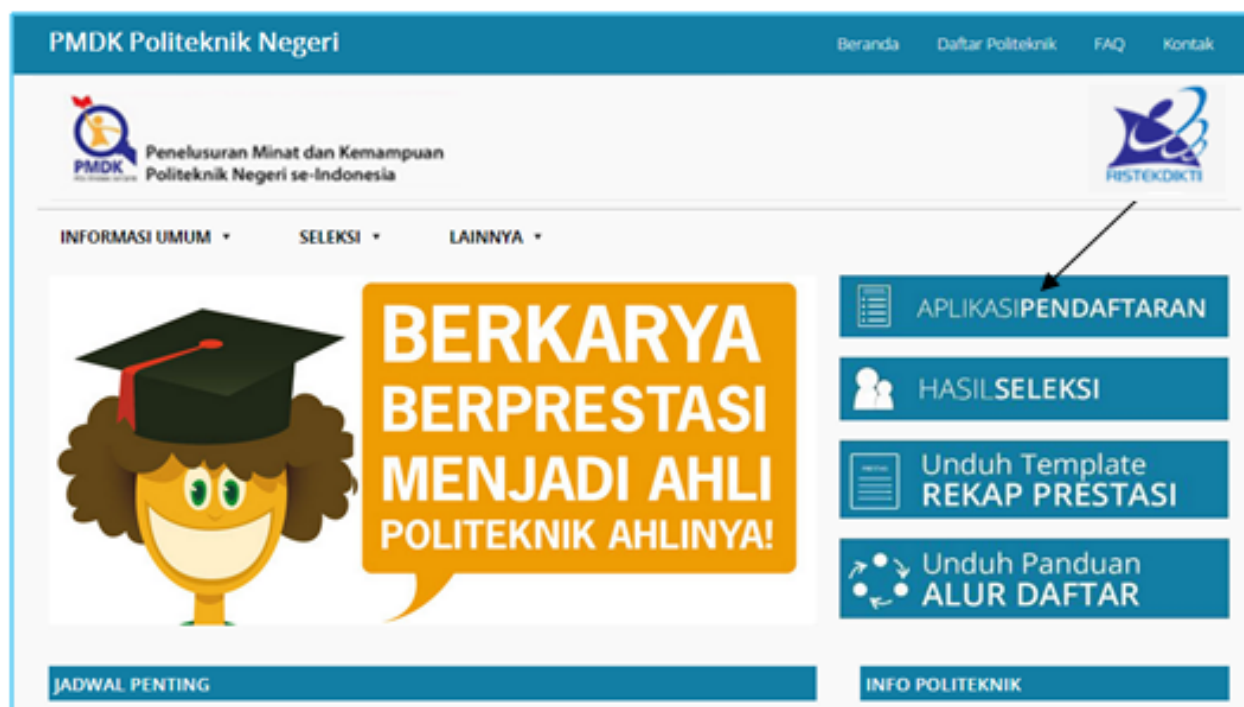 PMDK Politeknik Negeri
Beranda Daftar Politeknik FAQ Kontak
PMDK
Penelusuran Minat dan Kemampuan
Politeknik Negeri se-Indonesia
RISTEKDIKTI
INFORMASI UMUM SELEKSI LAINNYA
BERKARYA
BERPRESTASI
MENJADI AHLI
POLITEKNIK AHLINYA!
APLIKASIPENDAFTARAN
HASILSELEKSI
Unduh Template
REKAP PRESTASI
Unduh Panduan
ALUR DAFTAR
JADWAL PENTING
INFO POLITEKNIK